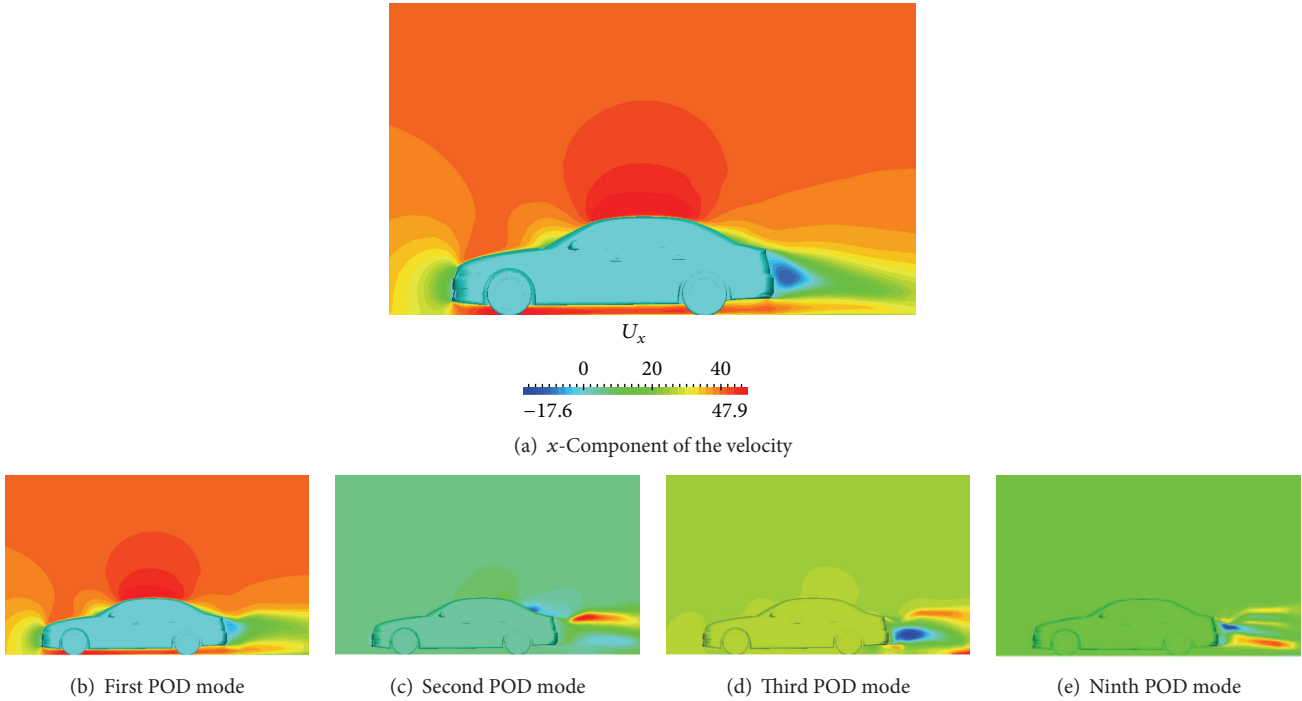 U_x
0 20 40
−17.6 47.9
(a) x-Component of the velocity
(b) First POD mode (c) Second POD mode (d) Third POD mode (e) Ninth POD mode